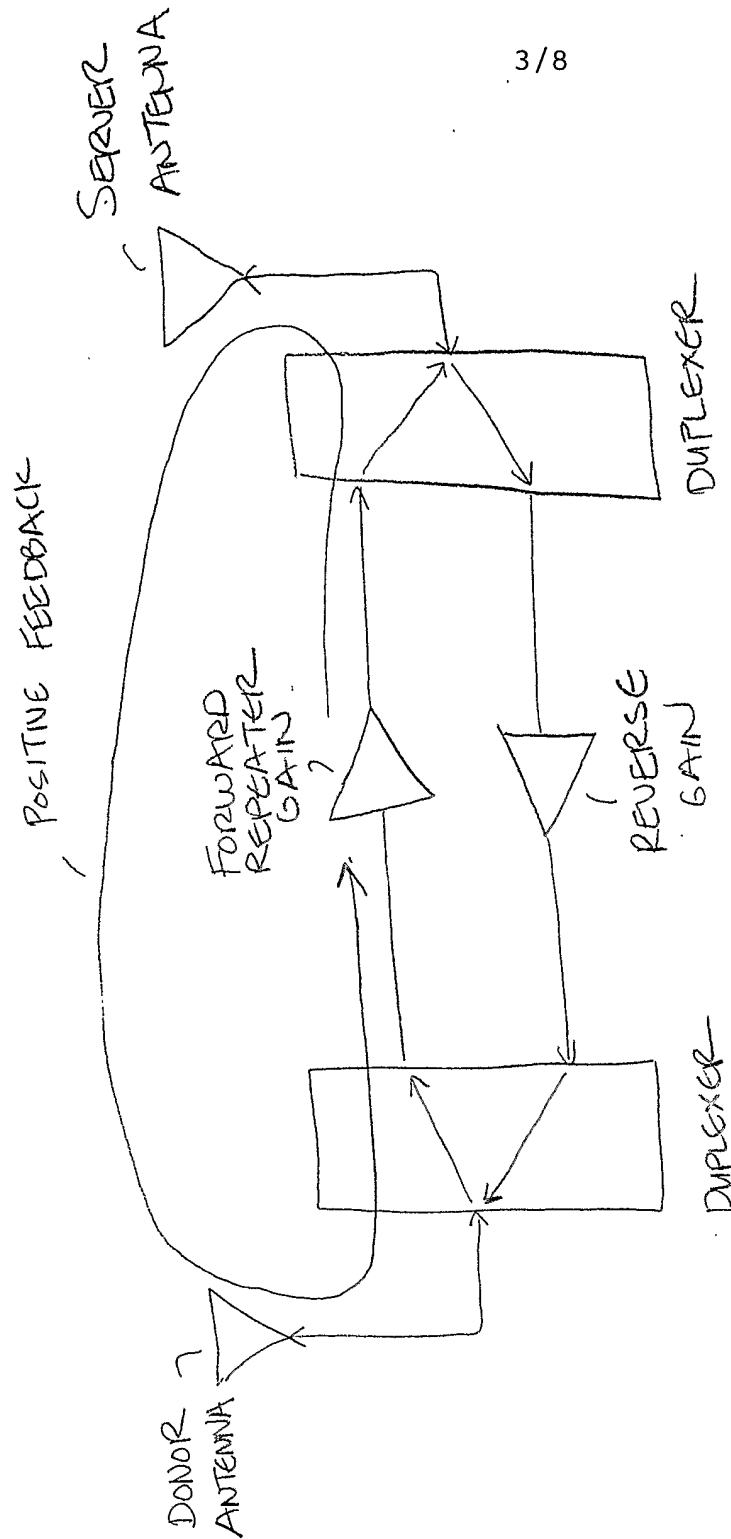 3/8
POSITIVE FEEDBACK
SERVER
ANTENNA
DONOR
ANTENNA
FORWARD
REPEATER
GAIN
REVERSE
GAIN
DUPLEXER
DUPLEXER